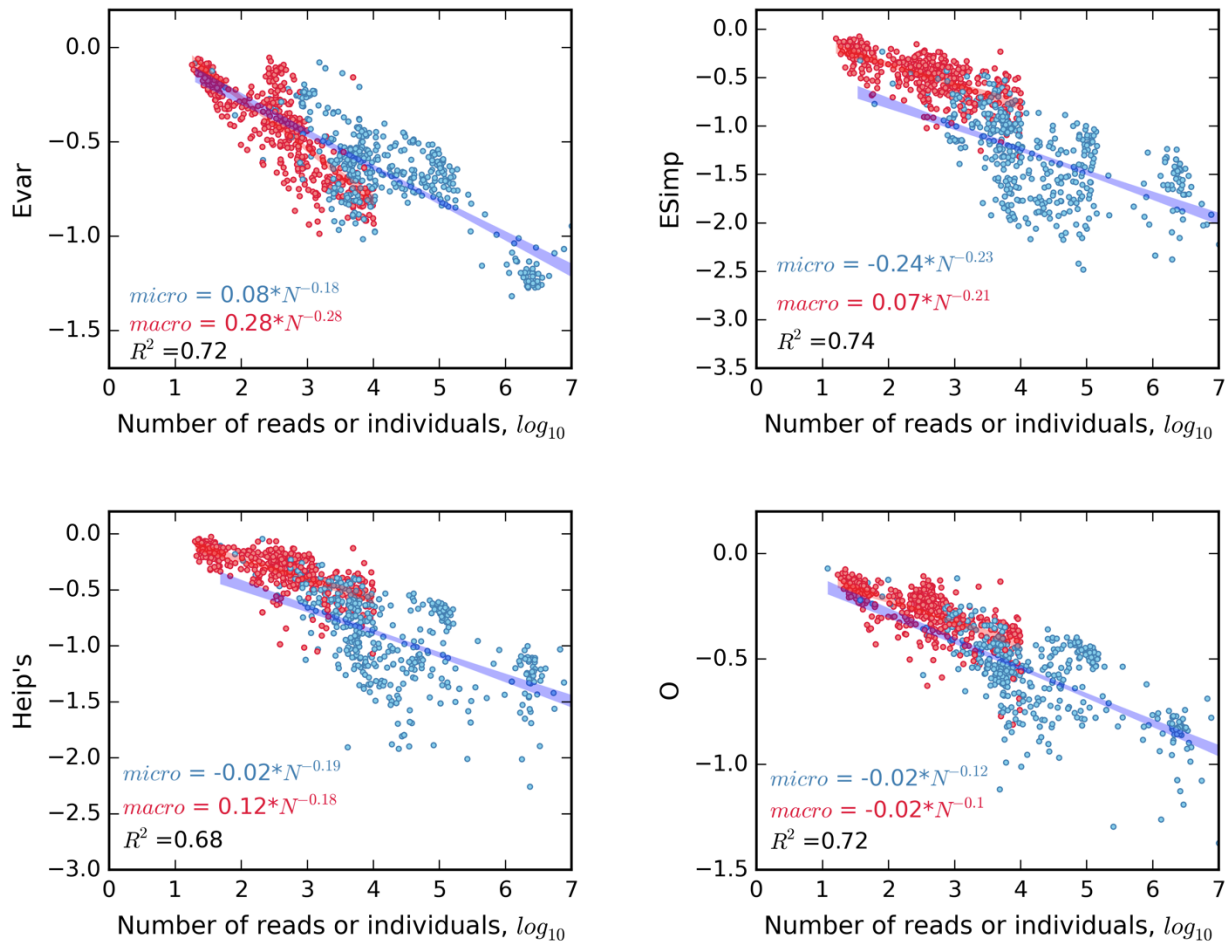 Evar
0.0
−0.5
−1.0
−1.5
micro = 0.08*N^−0.18
macro = 0.28*N^−0.28
R² =0.72
0 1 2 3 4 5 6 7
Number of reads or individuals, log₁₀
ESimp
0.0
−0.5
−1.0
−1.5
−2.0
−2.5
−3.0
−3.5
micro = -0.24*N^−0.23
macro = 0.07*N^−0.21
R² =0.74
0 1 2 3 4 5 6 7
Number of reads or individuals, log₁₀
Heip's
0.0
−0.5
−1.0
−1.5
−2.0
−2.5
−3.0
micro = -0.02*N^−0.19
macro = 0.12*N^−0.18
R² =0.68
0 1 2 3 4 5 6 7
Number of reads or individuals, log₁₀
O
0.0
−0.5
−1.0
−1.5
micro = -0.02*N^−0.12
macro = -0.02*N^−0.1
R² =0.72
0 1 2 3 4 5 6 7
Number of reads or individuals, log₁₀